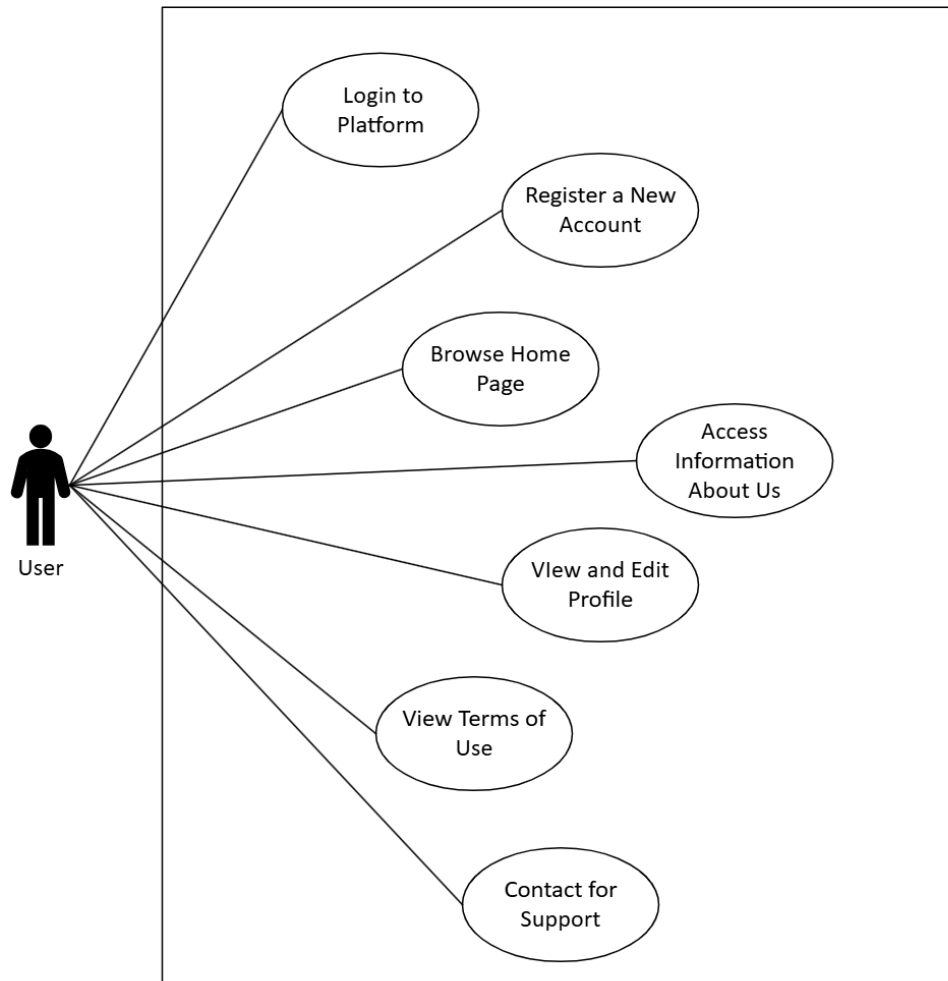 Login to
Platform
Register a New
Account
Browse Home
Page
Access
Information
About Us
User
VIew and Edit
Profile
View Terms of
Use
Contact for
Support